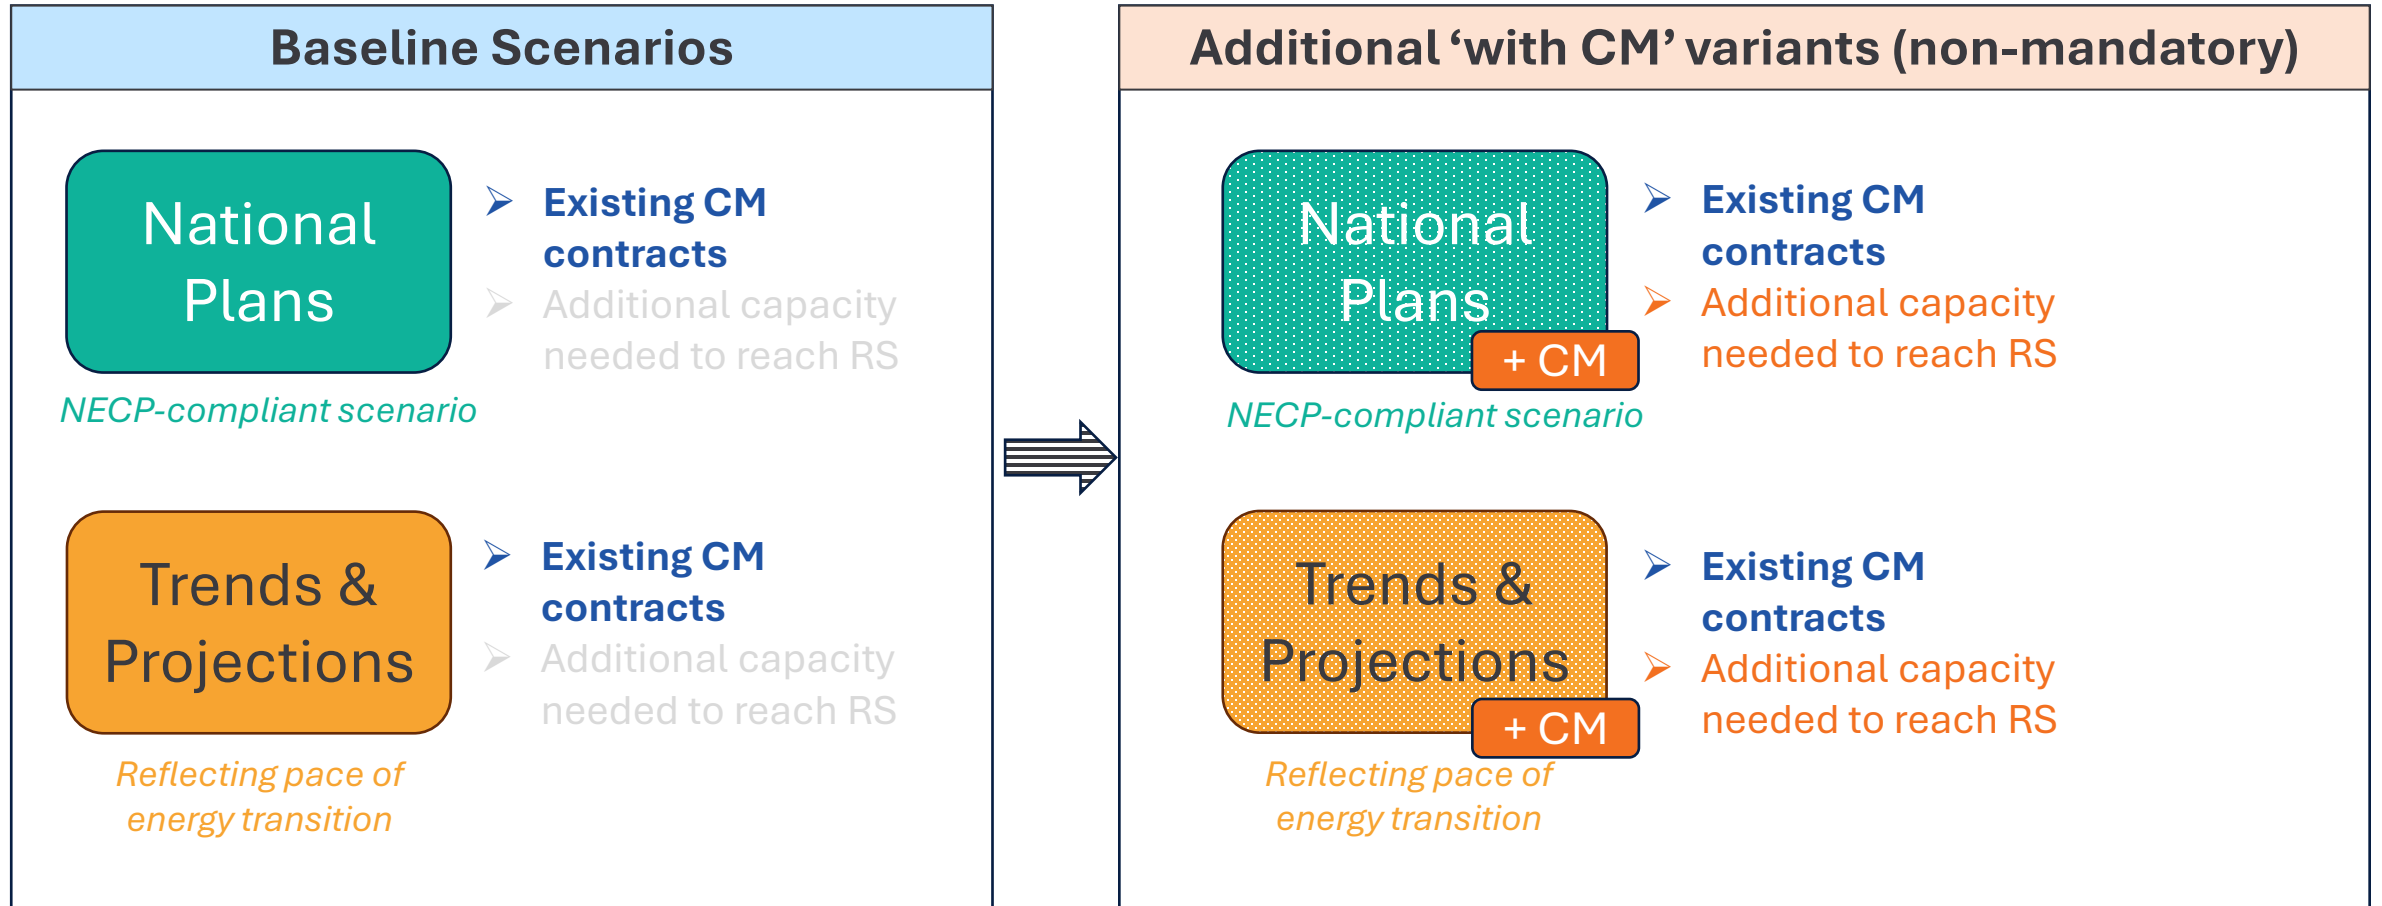 Baseline Scenarios
National
Plans
➢ Existing CM
contracts
➢ Additional capacity
needed to reach RS
NECP-compliant scenario
Trends &
Projections
➢ Existing CM
contracts
➢ Additional capacity
needed to reach RS
Reflecting pace of
energy transition
Additional ‘with CM’ variants (non-mandatory)
National
Plans
+ CM
➢ Existing CM
contracts
➢ Additional capacity
needed to reach RS
NECP-compliant scenario
Trends &
Projections
+ CM
➢ Existing CM
contracts
➢ Additional capacity
needed to reach RS
Reflecting pace of
energy transition